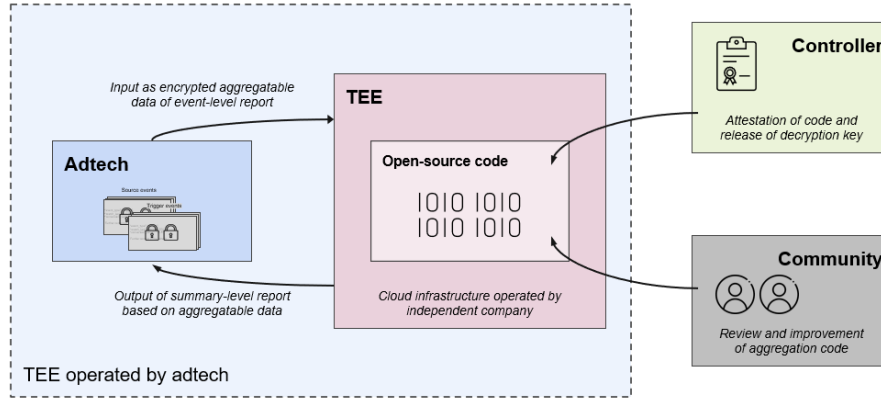 Input as encrypted aggregatable
data of event-level report
Adtech
Source events
Trigger events
Output of summary-level report
based on aggregatable data
TEE operated by adtech
TEE
Open-source code
1010 1010
1010 1010
Cloud infrastructure operated by
independent company
Controller
Attestation of code and
release of decryption key
Community
Review and improvement
of aggregation code